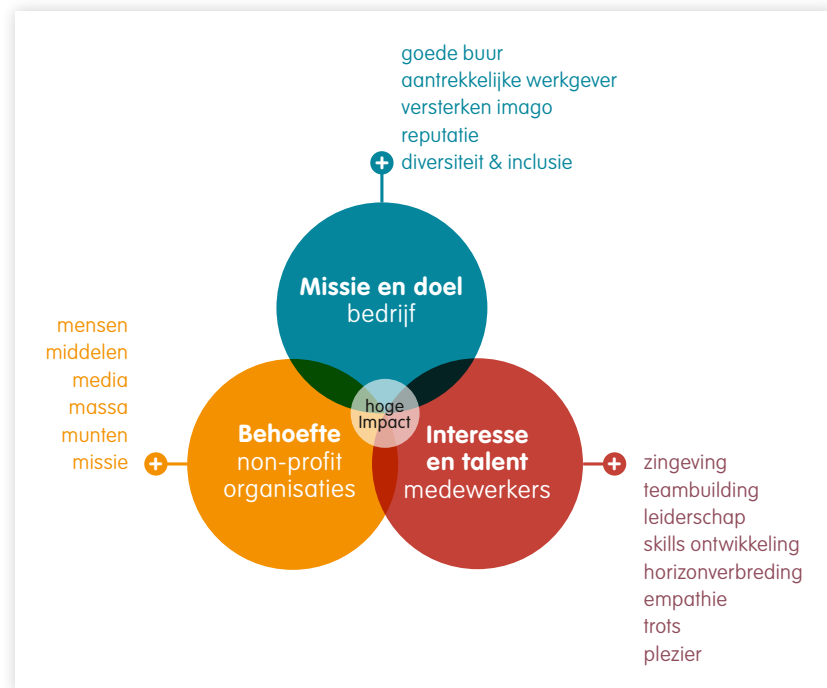 goede buur
aantrekkelijke werkgever
versterken imago
reputatie
diversiteit & inclusie
Missie en doel
bedrijf
mensen
middelen
media
massa
munten
missie
hoge
Impact
Behoefte
non-profit
organisaties
Interesse
en talent
medewerkers
zingeving
teambuilding
leiderschap
skills ontwikkeling
horizonverbreding
empathie
trots
plezier